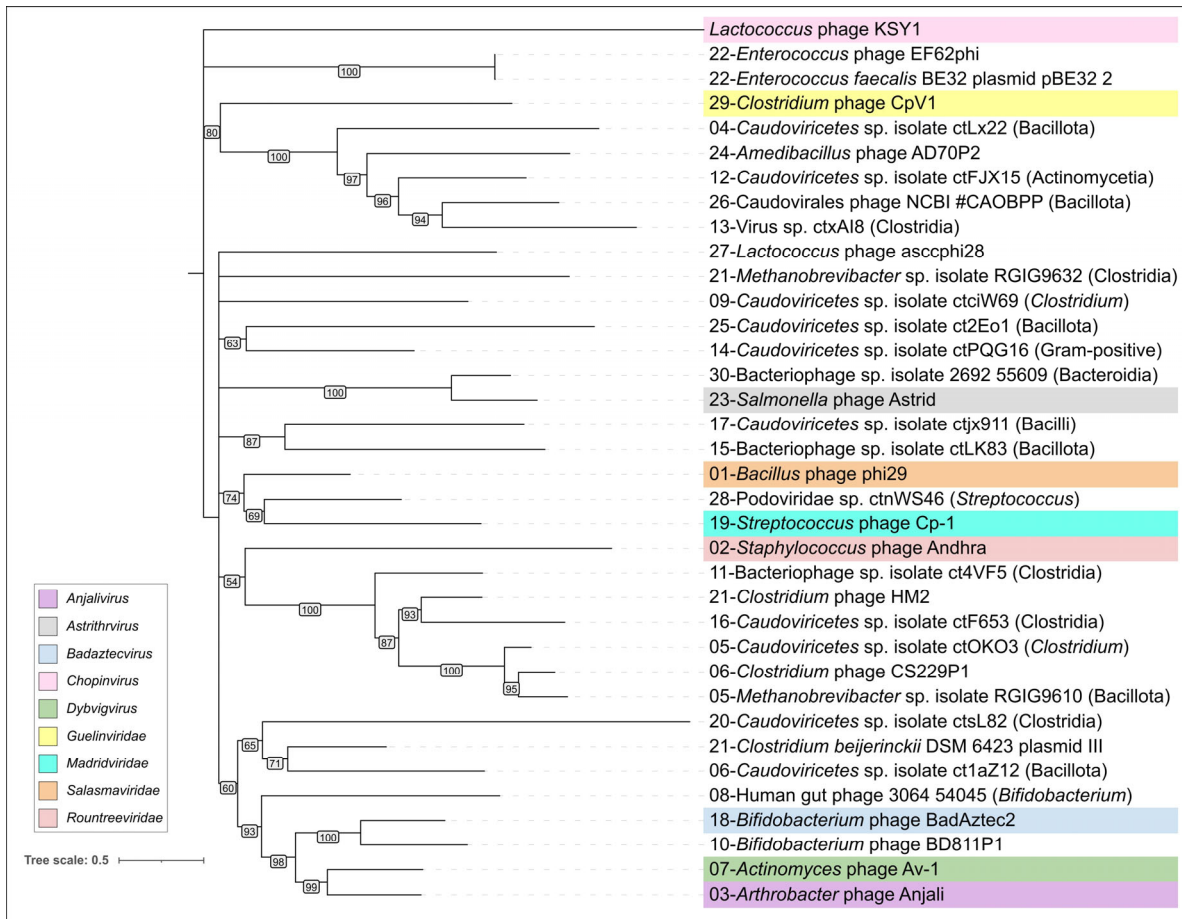 Lactococcus phage KSY1
22-Enterococcus phage EF62phi
100
22-Enterococcus faecalis BE32 plasmid pBE32 2
29-Clostridium phage CpV1
80
04-Caudoviricetes sp. isolate ctLx22 (Bacillota)
100
24-Amedibacillus phage AD70P2
97
12-Caudoviricetes sp. isolate ctFJX15 (Actinomycetia)
96
26-Caudovirales phage NCBI #CAOBPP (Bacillota)
94
13-Virus sp. ctxAI8 (Clostridia)
27-Lactococcus phage asccphi28
21-Methanobrevibacter sp. isolate RGIG9632 (Clostridia)
09-Caudoviricetes sp. isolate ctciW69 (Clostridium)
25-Caudoviricetes sp. isolate ct2Eo1 (Bacillota)
63
14-Caudoviricetes sp. isolate ctPQG16 (Gram-positive)
30-Bacteriophage sp. isolate 2692 55609 (Bacteroidia)
100
23-Salmonella phage Astrid
17-Caudoviricetes sp. isolate ctjx911 (Bacilli)
87
15-Bacteriophage sp. isolate ctLK83 (Bacillota)
01-Bacillus phage phi29
74
28-Podoviridae sp. ctnWS46 (Streptococcus)
69
19-Streptococcus phage Cp-1
02-Staphylococcus phage Andhra
54
11-Bacteriophage sp. isolate ct4VF5 (Clostridia)
100
21-Clostridium phage HM2
93
16-Caudoviricetes sp. isolate ctF653 (Clostridia)
87
05-Caudoviricetes sp. isolate ctOKO3 (Clostridium)
100
06-Clostridium phage CS229P1
95
05-Methanobrevibacter sp. isolate RGIG9610 (Bacillota)
20-Caudoviricetes sp. isolate ctsL82 (Clostridia)
65
21-Clostridium beijerinckii DSM 6423 plasmid III
71
06-Caudoviricetes sp. isolate ct1aZ12 (Bacillota)
60
08-Human gut phage 3064 54045 (Bifidobacterium)
93
18-Bifidobacterium phage BadAztec2
100
10-Bifidobacterium phage BD811P1
98
07-Actinomyces phage Av-1
99
03-Arthrobacter phage Anjali
Anjalivirus
Astrithrvirus
Badaztecvirus
Chopinvirus
Dybvigvirus
Guelinviridae
Madridviridae
Salasmaviridae
Rountreeviridae
Tree scale: 0.5